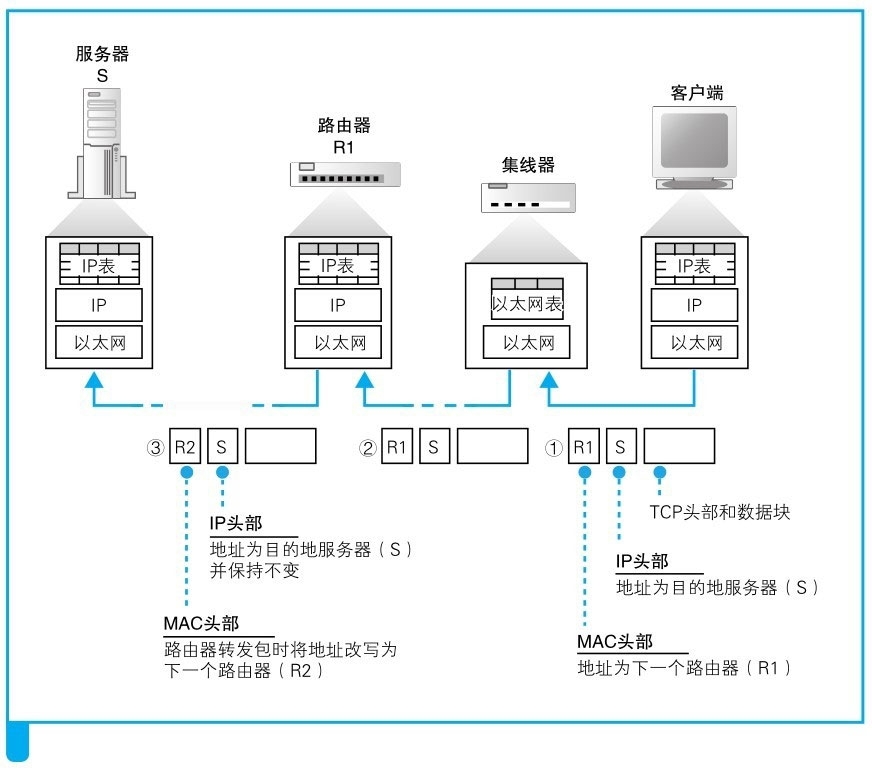 服务器
S
路由器
R1
集线器
客户端
IP表
IP
以太网
IP表
IP
以太网
以太网表
以太网
IP表
IP
以太网
③ R2 S
② R1 S
① R1 S
IP头部
地址为目的地服务器（S）
并保持不变
MAC头部
路由器转发包时将地址改写为
下一个路由器（R2）
TCP头部和数据块
IP头部
地址为目的地服务器（S）
MAC头部
地址为下一个路由器（R1）